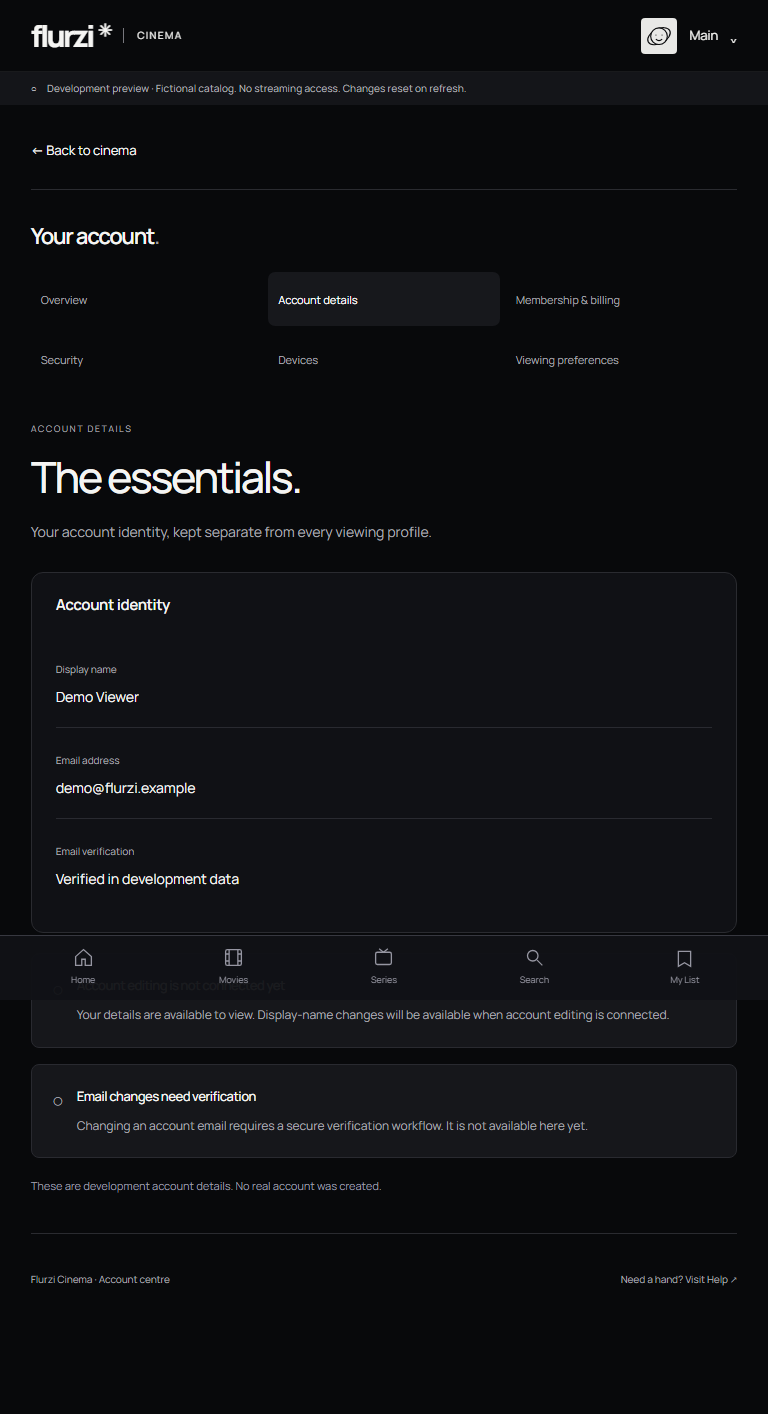 flurzi* | CINEMA
Main
Development preview · Fictional catalog. No streaming access. Changes reset on refresh.
← Back to cinema
Your account.
Overview
Account details
Membership & billing
Security
Devices
Viewing preferences
ACCOUNT DETAILS
The essentials.
Your account identity, kept separate from every viewing profile.
Account identity
Display name
Demo Viewer
Email address
demo@flurzi.example
Email verification
Verified in development data
Account editing is not connected yet
Home
Movies
Series
Search
My List
Your details are available to view. Display-name changes will be available when account editing is connected.
Email changes need verification
Changing an account email requires a secure verification workflow. It is not available here yet.
These are development account details. No real account was created.
Flurzi Cinema · Account centre
Need a hand? Visit Help ↗